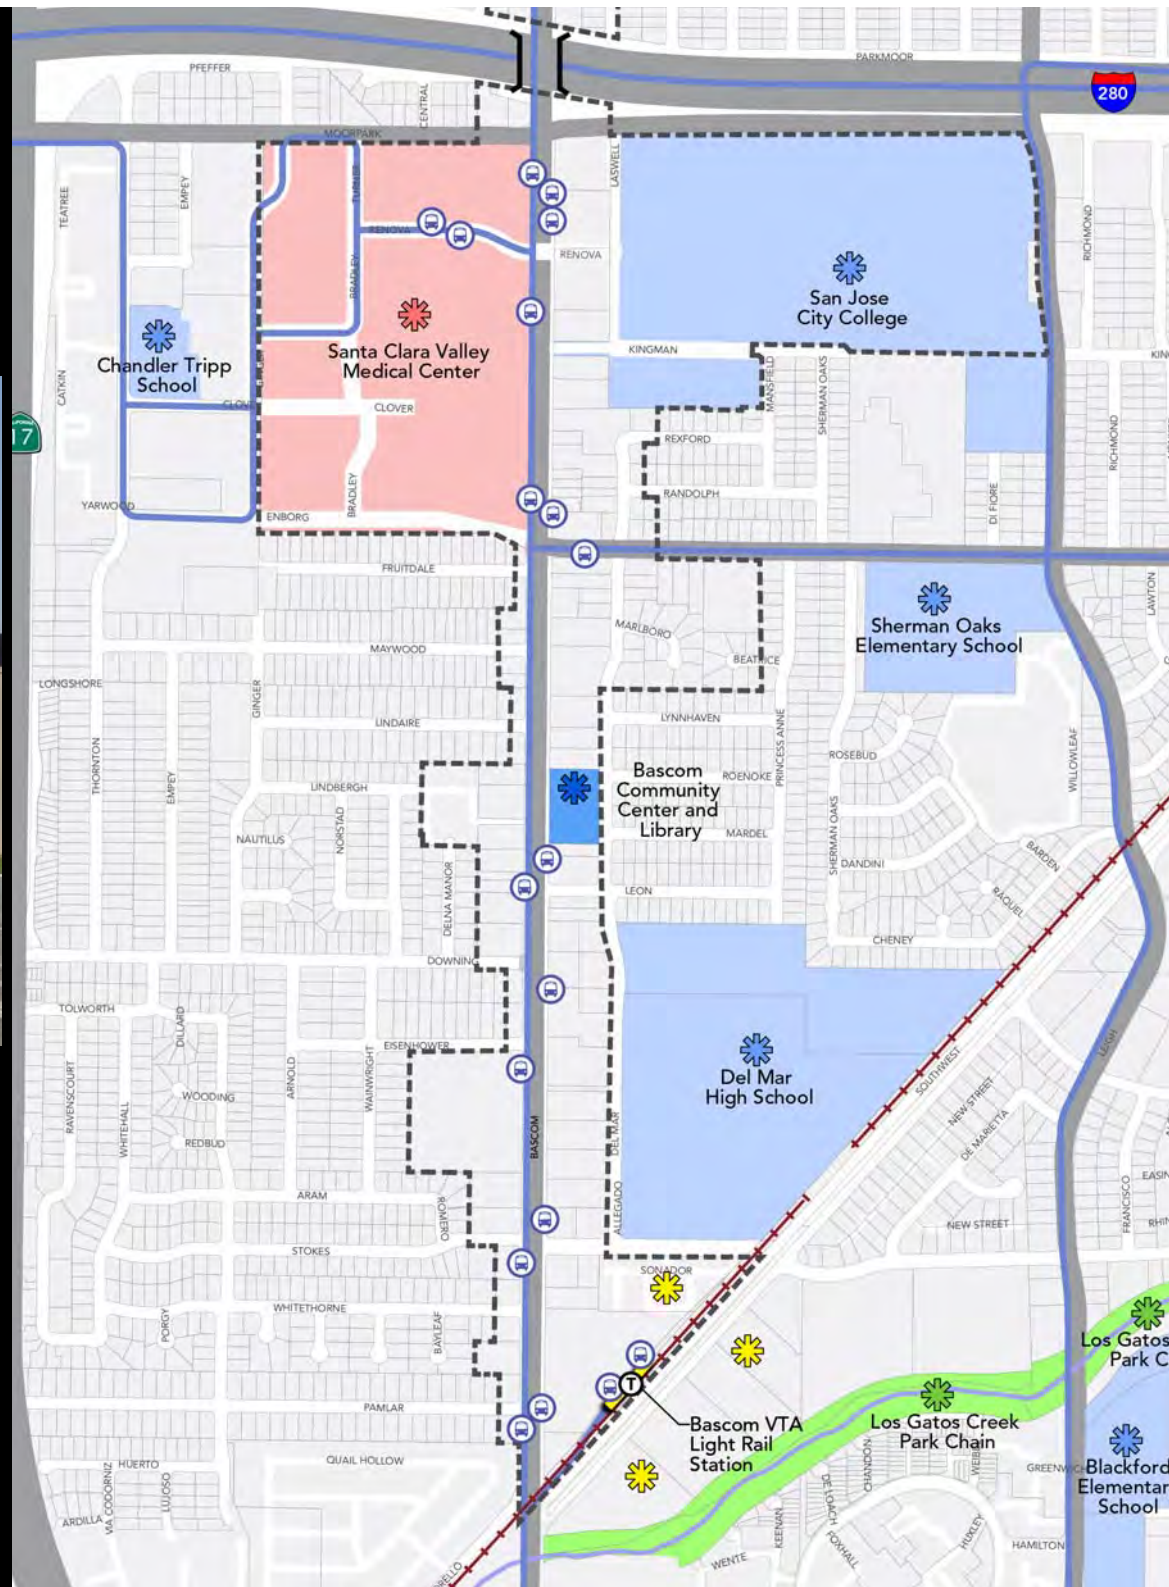 PARKMOOR
PFEFFER
280
CENTRAL
MOORPARK
LASWELL
TEATREE
EMPEY
TURNER
RICHMOND
RENOVA
RENOVA
BRADLEY
San Jose
City College
Chandler Tripp
School
Santa Clara Valley
Medical Center
KINGMAN
CATKIN
MANSFIELD
SHERMAN OAKS
CLOVER
17
REXFORD
RICHMOND
BRADLEY
RANDOLPH
DI FIORE
YARWOOD
ENBORG
FRUITDALE
LAWTON
Sherman Oaks
Elementary School
MARLBORO
MAYWOOD
BEATRICE
LONGSHORE
GINGER
LINDAIRE
LYNNHAVEN
PRINCESS ANNE
THORNTON
EMPEY
ROSEBUD
WILLOWLEAF
Bascom
Community
Center and
Library
ROENOKE
LINDBERGH
NORSTAD
NAUTILUS
MARDEL
SHERMAN OAKS
BARDEN
DANDINI
DELNA MANOR
LEON
RAQUEL
CHENEY
DOWNING
TOLWORTH
DILLARD
EISENHOWER
LEIGH
Del Mar
High School
SOUTHWEST
RAVENSCOURT
WHITEHALL
ARNOLD
WAINWRIGHT
WOODING
NEW STREET
DE MARIETTA
REDBUD
BASCOM
DEL MAR
ARAM
ROMERO
ALLEGADO
FRANCISCO
NEW STREET
STOKES
SONADOR
WHITETHORNE
PORGY
BAYLEAF
Los Gatos
Park C
T
PAMLAR
Bascom VTA
Light Rail
Station
Los Gatos Creek
Park Chain
HUERTO
QUAIL HOLLOW
VIA CODORNIZ
LUJOSO
CHANDON
DE LOACH
Blackford
Elementar
School
ARDILLA
KEENAN
FOXHALL
HUXLEY
HAMILTON
WENTE